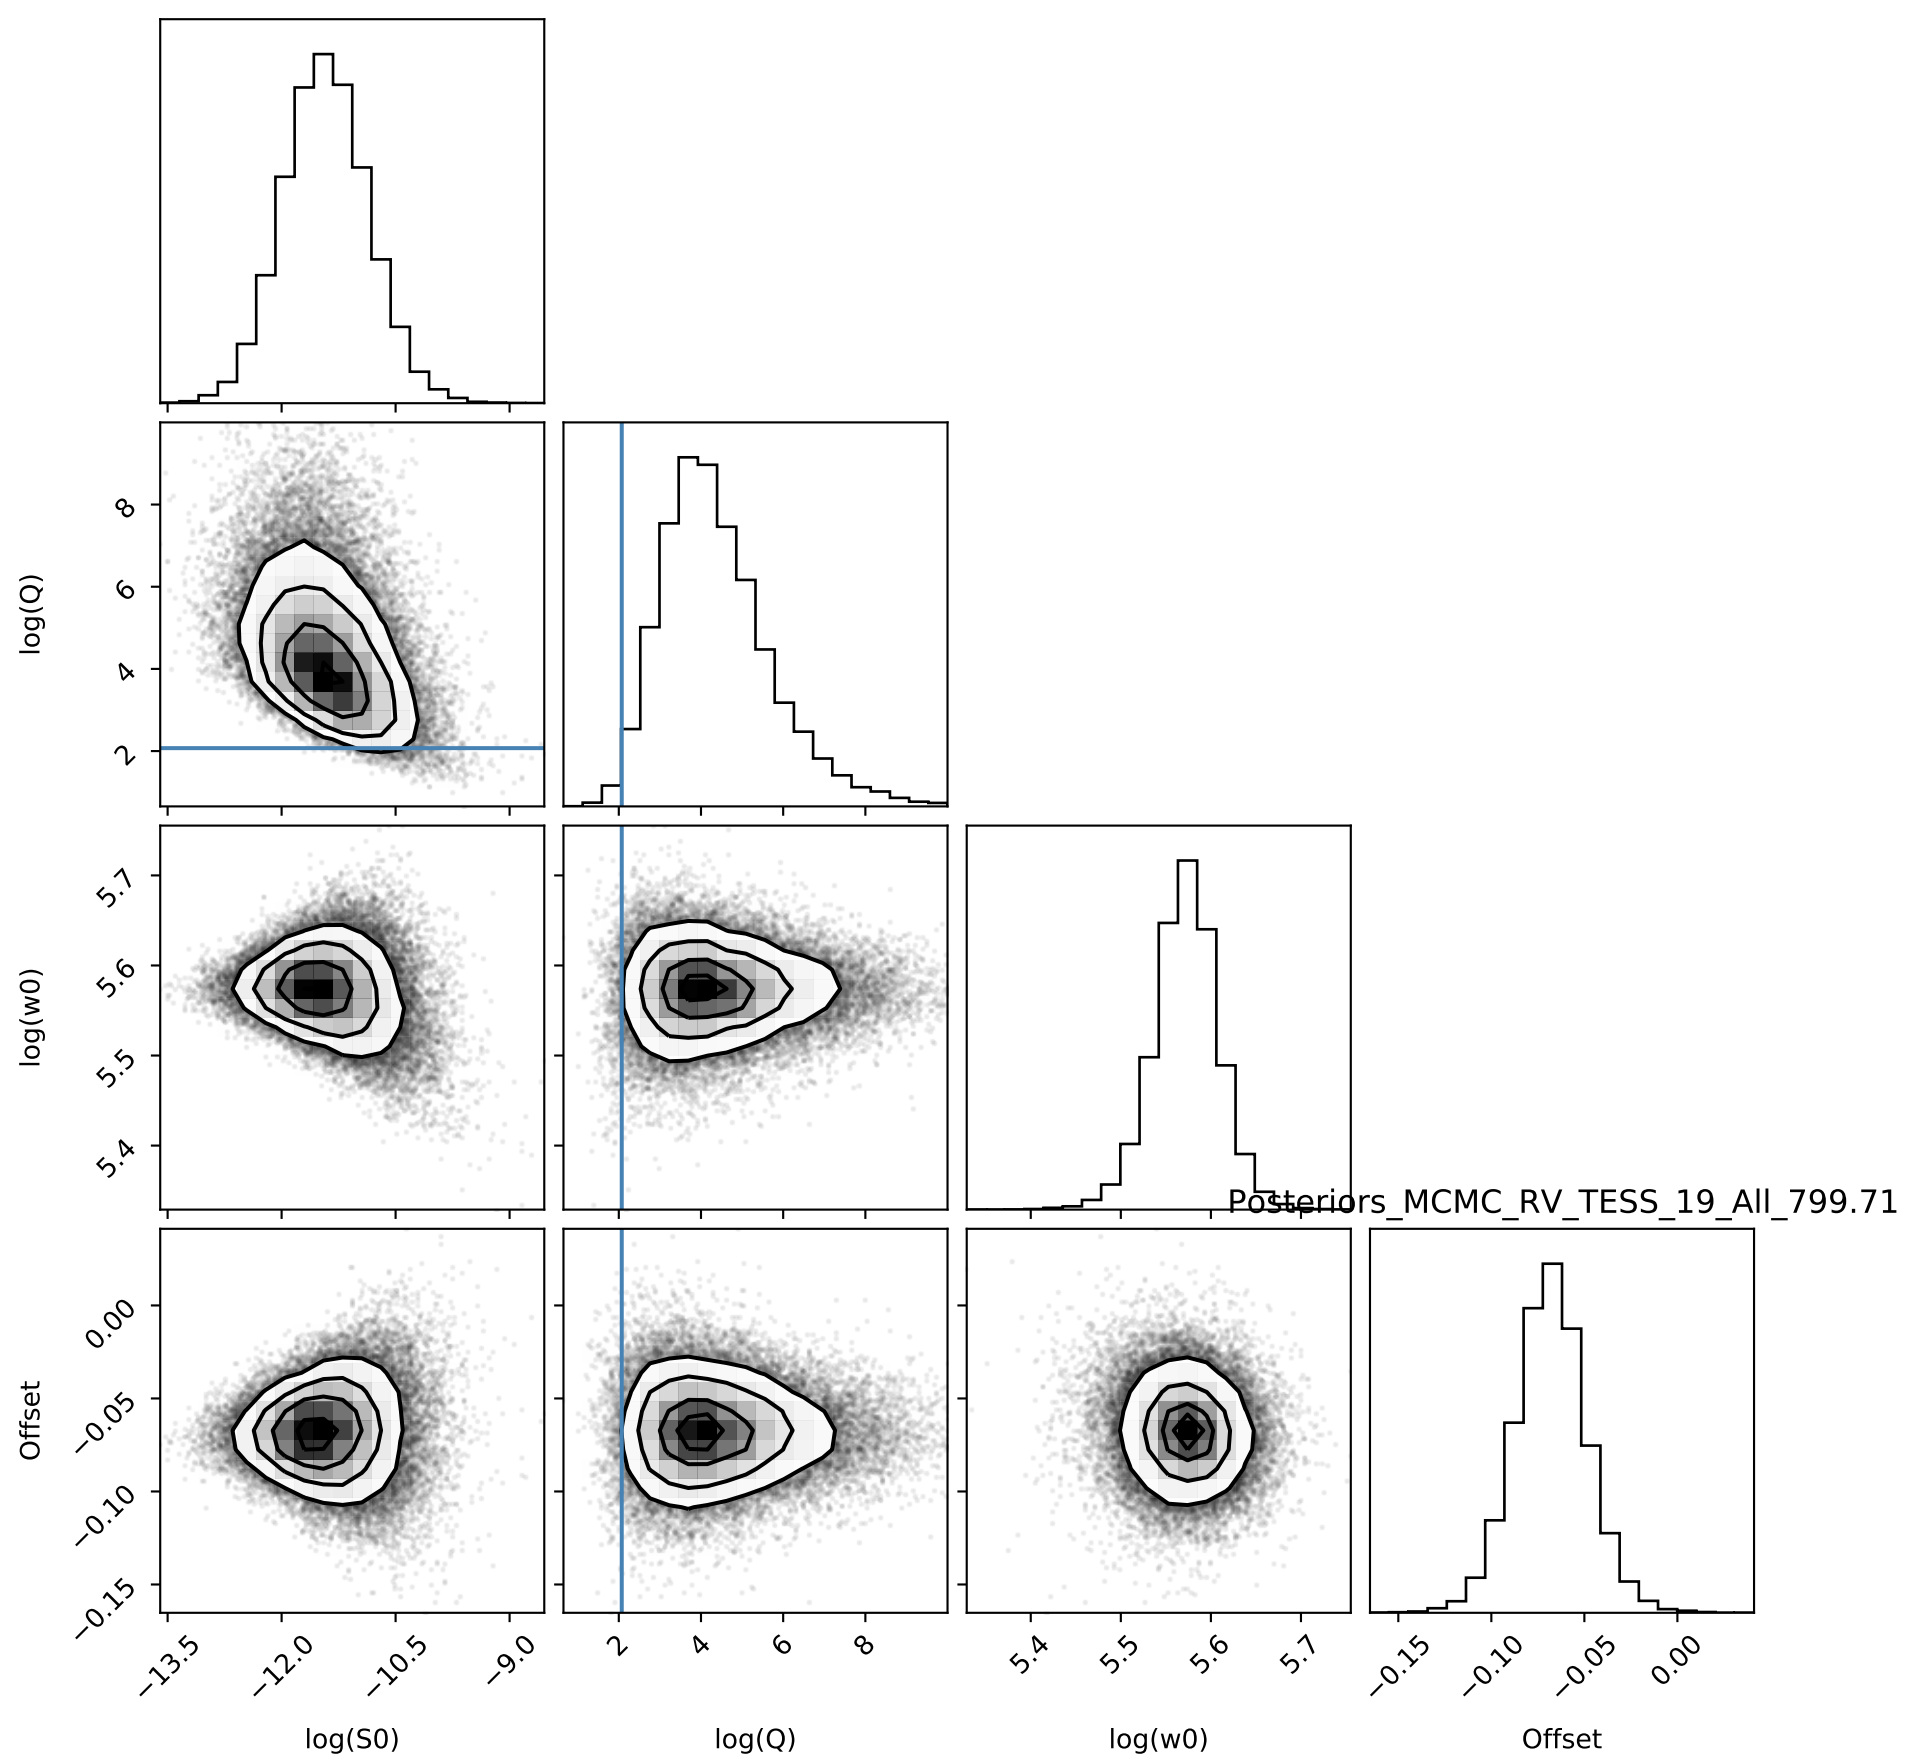 log(Q)
8
6
4
2
log(w0)
5.7
5.6
5.5
5.4
Posteriors_MCMC_RV_TESS_19_All_799.71
Offset
0.00
−0.05
−0.10
−0.15
−13.5 −12.0 −10.5 −9.0 2 4 6 8 5.4 5.5 5.6 5.7 −0.15 −0.10 −0.05 0.00
log(S0) log(Q) log(w0) Offset